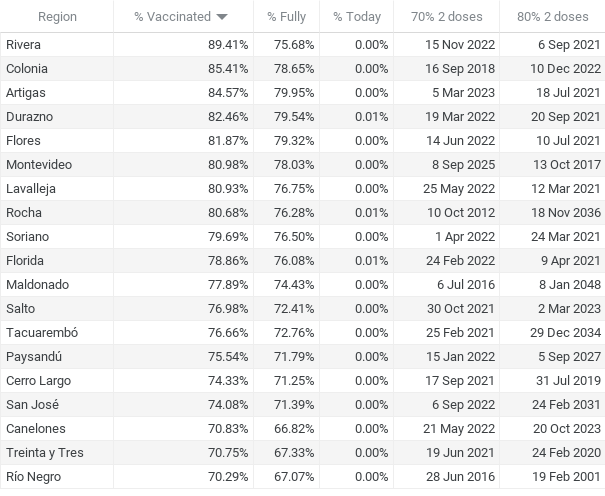 Region % Vaccinated % Fully % Today 70% 2 doses 80% 2 doses
Rivera 89.41% 75.68% 0.00% 15 Nov 2022 6 Sep 2021
Colonia 85.41% 78.65% 0.00% 16 Sep 2018 10 Dec 2022
Artigas 84.57% 79.95% 0.00% 5 Mar 2023 18 Jul 2021
Durazno 82.46% 79.54% 0.01% 19 Mar 2022 20 Sep 2021
Flores 81.87% 79.32% 0.00% 14 Jun 2022 10 Jul 2021
Montevideo 80.98% 78.03% 0.00% 8 Sep 2025 13 Oct 2017
Lavalleja 80.93% 76.75% 0.00% 25 May 2022 12 Mar 2021
Rocha 80.68% 76.28% 0.01% 10 Oct 2012 18 Nov 2036
Soriano 79.69% 76.50% 0.00% 1 Apr 2022 24 Mar 2021
Florida 78.86% 76.08% 0.01% 24 Feb 2022 9 Apr 2021
Maldonado 77.89% 74.43% 0.00% 6 Jul 2016 8 Jan 2048
Salto 76.98% 72.41% 0.00% 30 Oct 2021 2 Mar 2023
Tacuarembó 76.66% 72.76% 0.00% 25 Feb 2021 29 Dec 2034
Paysandú 75.54% 71.79% 0.00% 15 Jan 2022 5 Sep 2027
Cerro Largo 74.33% 71.25% 0.00% 17 Sep 2021 31 Jul 2019
San José 74.08% 71.39% 0.00% 6 Sep 2022 24 Feb 2031
Canelones 70.83% 66.82% 0.00% 21 May 2022 20 Oct 2023
Treinta y Tres 70.75% 67.33% 0.00% 19 Jun 2021 24 Feb 2020
Río Negro 70.29% 67.07% 0.00% 28 Jun 2016 19 Feb 2001